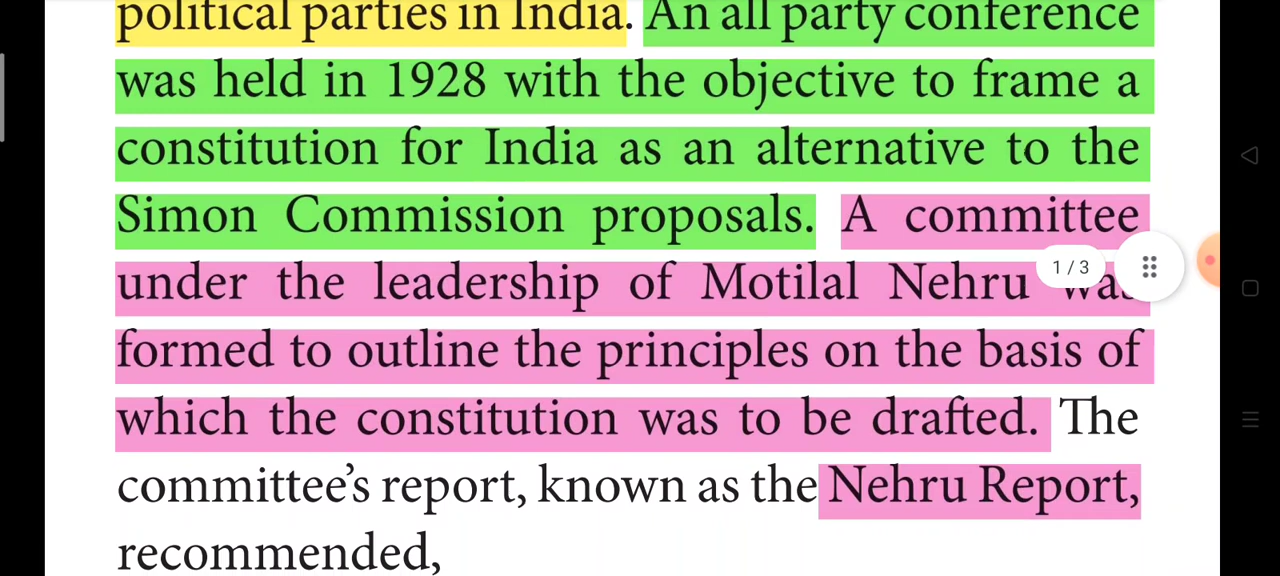 political parties in India. An all party conference
was held in 1928 with the objective to frame a
constitution for India as an alternative to the
Simon Commission proposals. A committee
under the leadership of Motilal Nehru was
1 / 3
formed to outline the principles on the basis of
which the constitution was to be drafted. The
committee’s report, known as the Nehru Report,
recommended,